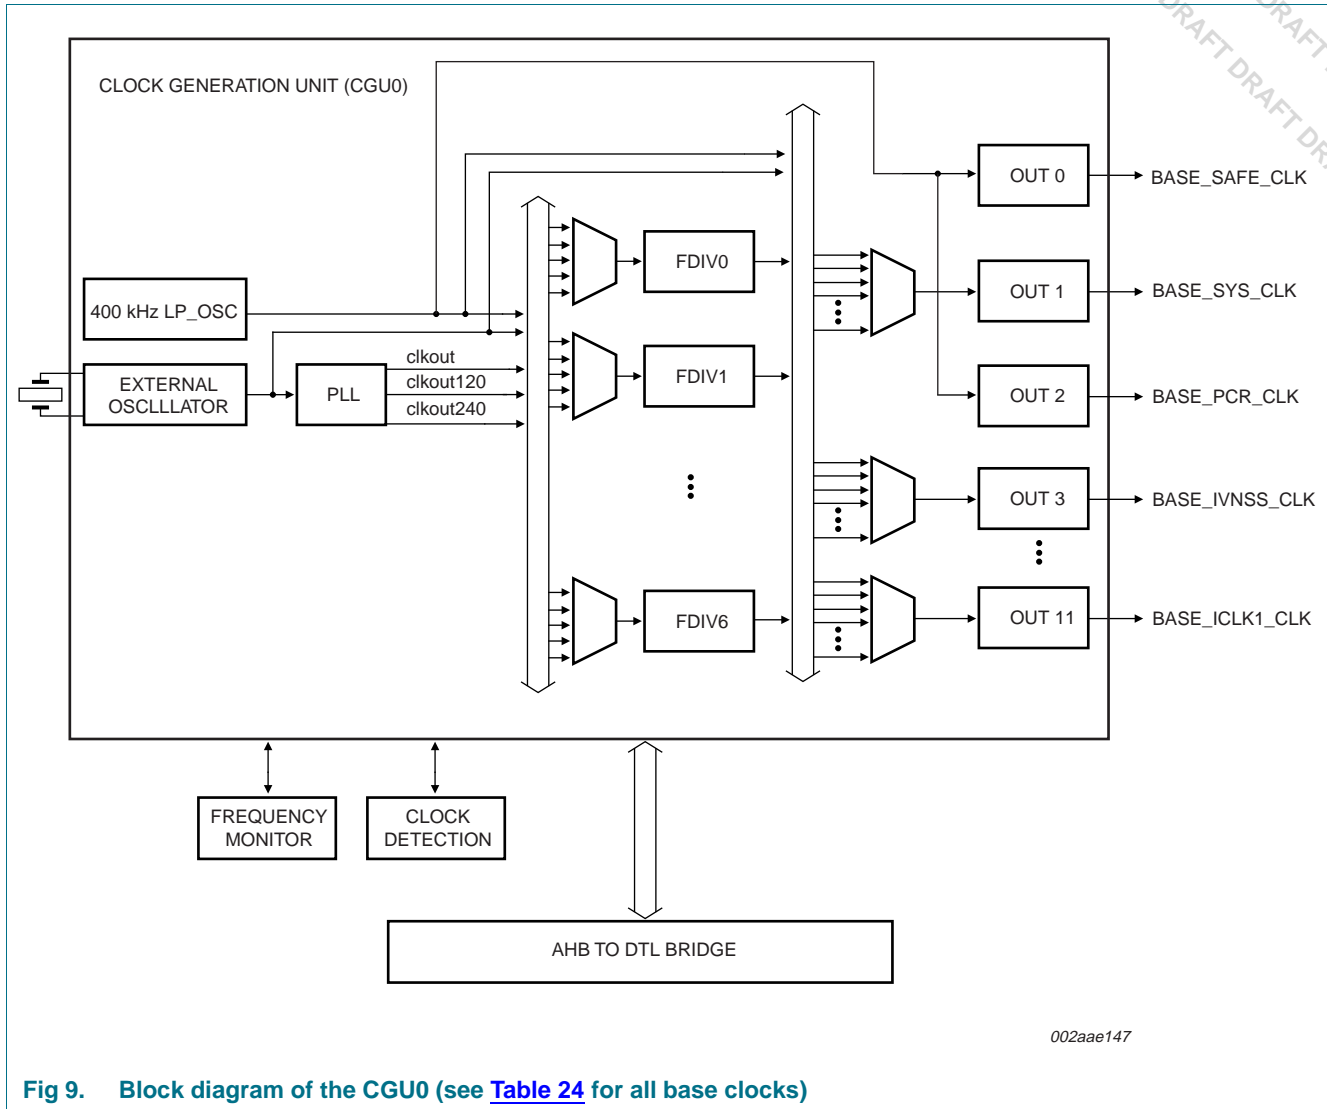 DRAFT
DRAFT DRAFT DRA
CLOCK GENERATION UNIT (CGU0)
OUT 0
BASE_SAFE_CLK
FDIV0
400 kHz LP_OSC
OUT 1
BASE_SYS_CLK
clkout
EXTERNAL
OSCLLLATOR
PLL
clkout120
FDIV1
clkout240
OUT 2
BASE_PCR_CLK
OUT 3
BASE_IVNSS_CLK
FDIV6
OUT 11
BASE_ICLK1_CLK
FREQUENCY
MONITOR
CLOCK
DETECTION
AHB TO DTL BRIDGE
002aae147
Fig 9. Block diagram of the CGU0 (see Table 24 for all base clocks)